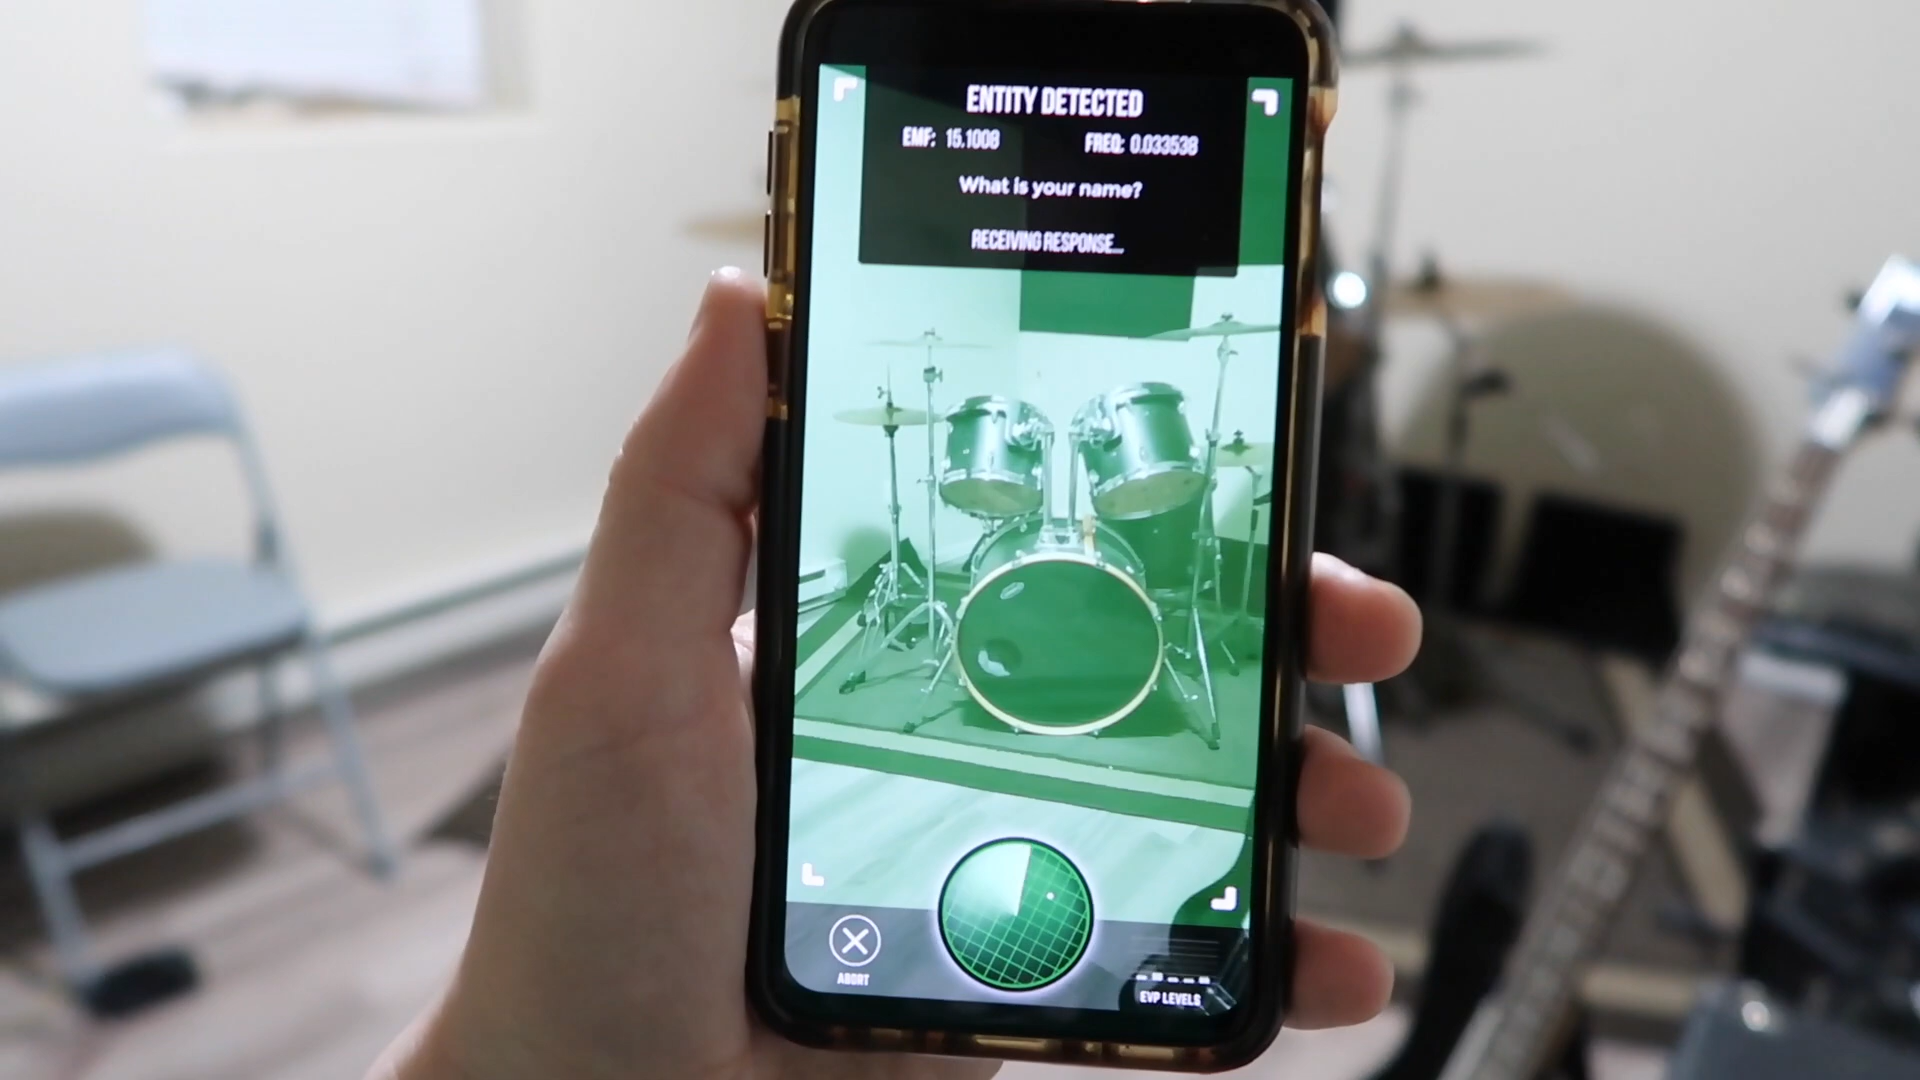 ENTITY DETECTED
EMF: 15.1008 FREQ: 0.033538
What is your name?
RECEIVING RESPONSE...
ABORT
EVP LEVELS